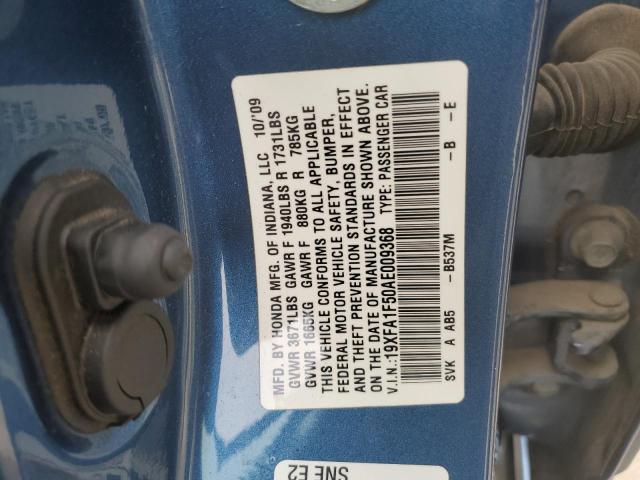 MFD. BY HONDA MFG. OF INDIANA, LLC 10/'09
GVWR 3671LBS GAWR F 1940LBS R 1731LBS
GVWR 1665KG GAWR F 880KG R 785KG
THIS VEHICLE CONFORMS TO ALL APPLICABLE
FEDERAL MOTOR VEHICLE SAFETY, BUMPER,
AND THEFT PREVENTION STANDARDS IN EFFECT
ON THE DATE OF MANUFACTURE SHOWN ABOVE.
V.I.N.: 19XFA1F50AE009368 TYPE: PASSENGER CAR
SVK A AB5 - B537M - B - E
SNE E2